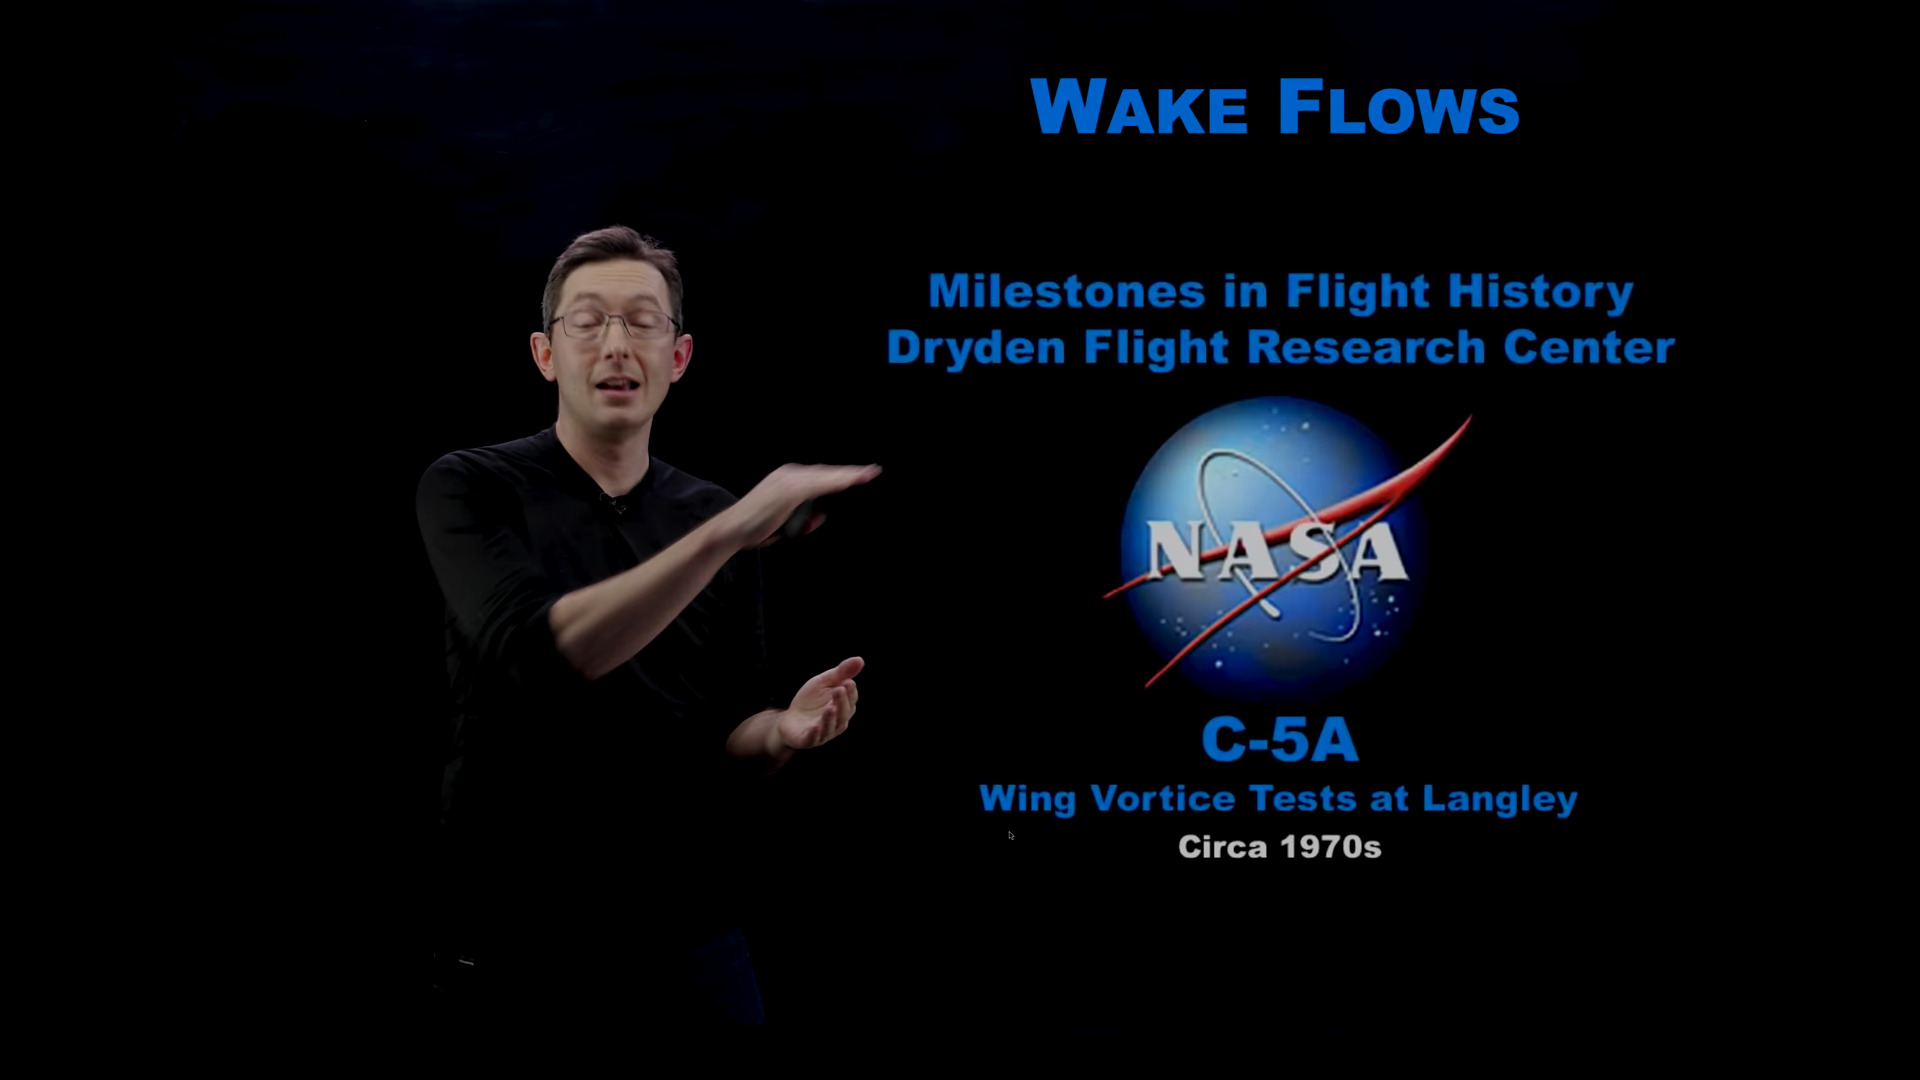 WAKE FLOWS
Milestones in Flight History
Dryden Flight Research Center
NASA
C-5A
Wing Vortice Tests at Langley
Circa 1970s